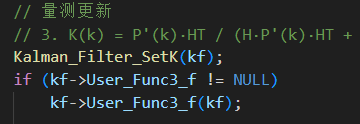 // 量测更新
// 3. K(k) = P'(k)·HT / (H·P'(k)·HT +
Kalman_Filter_SetK(kf);
if (kf->User_Func3_f != NULL)
kf->User_Func3_f(kf);